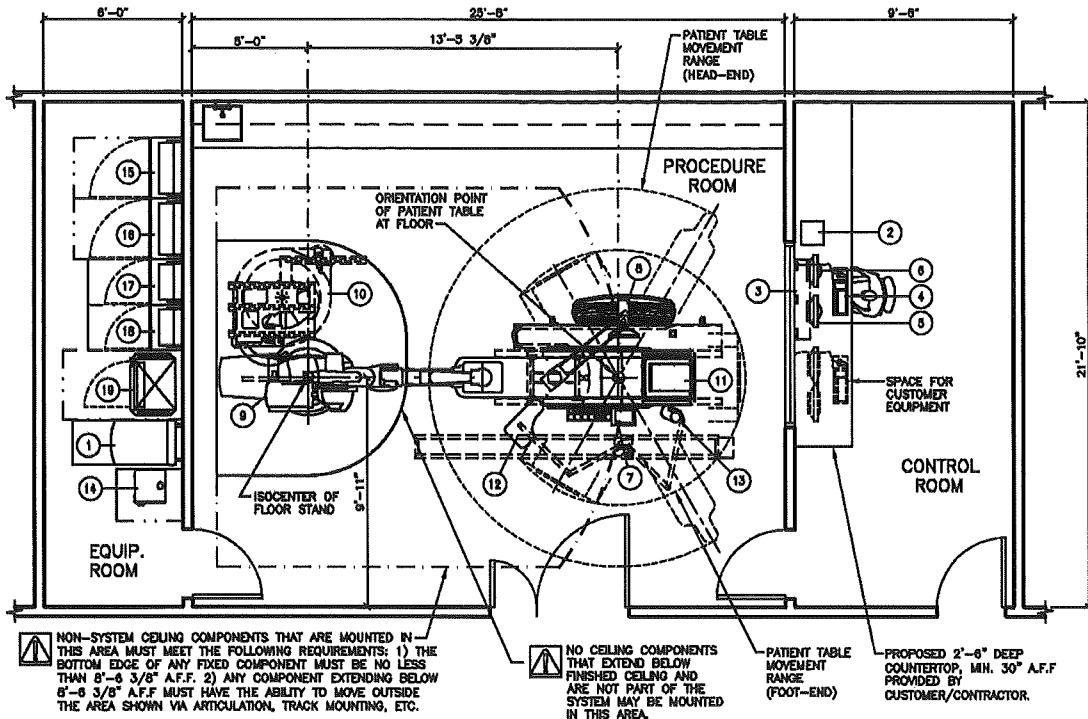 6'-0"
25'-6"
9'-6"
5'-0"
13'-5 3/8"
PATIENT TABLE
MOVEMENT
RANGE
(HEAD-END)
PROCEDURE
ROOM
ORIENTATION POINT
OF PATIENT TABLE
AT FLOOR
15
16
17
18
19
1
14
10
9
8
11
12
7
13
3
2
6
4
5
SPACE FOR
CUSTOMER
EQUIPMENT
21'-10"
ISOCENTER OF
FLOOR STAND
9'-11"
CONTROL
ROOM
EQUIP.
ROOM
NON-SYSTEM CEILING COMPONENTS THAT ARE MOUNTED IN
THIS AREA MUST MEET THE FOLLOWING REQUIREMENTS: 1) THE
BOTTOM EDGE OF ANY FIXED COMPONENT MUST BE NO LESS
THAN 8'-6 3/8" A.F.F. 2) ANY COMPONENT EXTENDING BELOW
8'-6 3/8" A.F.F MUST HAVE THE ABILITY TO MOVE OUTSIDE
THE AREA SHOWN VIA ARTICULATION, TRACK MOUNTING, ETC.
NO CEILING COMPONENTS
THAT EXTEND BELOW
FINISHED CEILING AND
ARE NOT PART OF THE
SYSTEM MAY BE MOUNTED
IN THIS AREA.
PATIENT TABLE
MOVEMENT
RANGE
(FOOT-END)
PROPOSED 2'-6" DEEP
COUNTERTOP, MIN. 30" A.F.F
PROVIDED BY
CUSTOMER/CONTRACTOR.